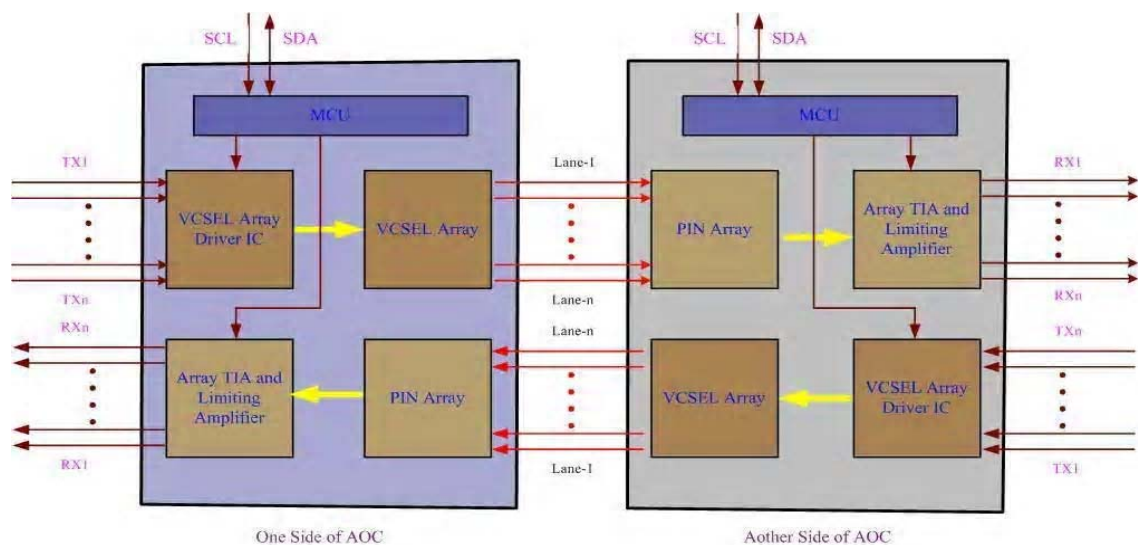 SCL SDA
SCL SDA
MCU
MCU
TX1
Lane-1
RX1
VCSEL Array
Driver IC
VCSEL Array
PIN Array
Array TIA and
Limiting
Amplifier
TXn
Lane-n
RXn
RXn
Lane-n
TXn
Array TIA and
Limiting
Amplifier
PIN Array
VCSEL Array
VCSEL Array
Driver IC
RX1
Lane-1
TX1
One Side of AOC
Aother Side of AOC